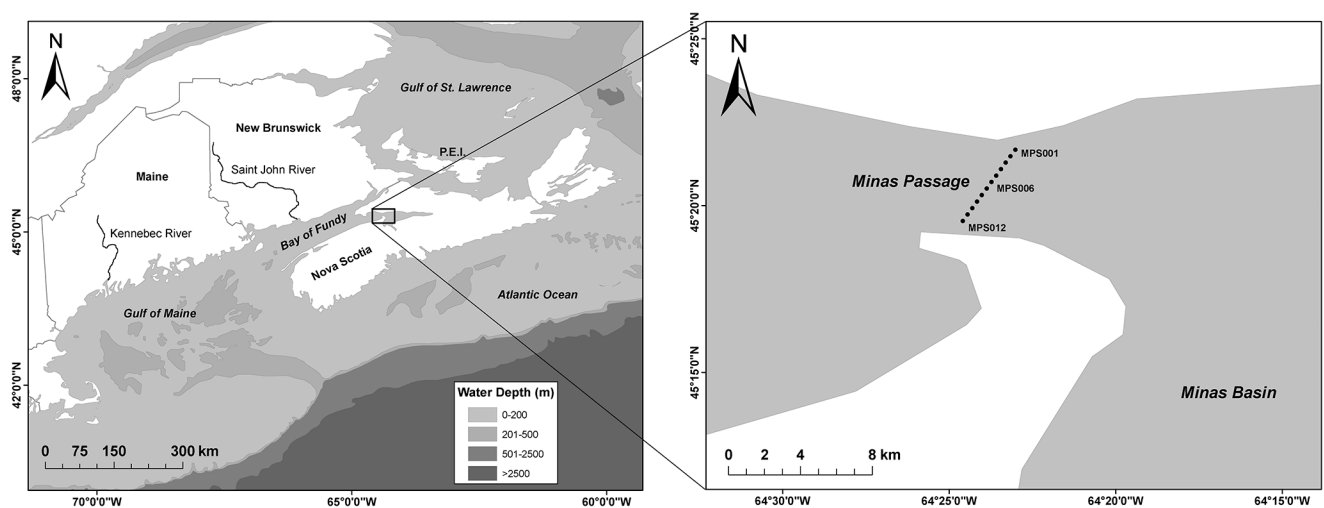 N
48°0'0"N
45°0'0"N
42°0'0"N
Gulf of St. Lawrence
New Brunswick
P.E.I.
Saint John River
Maine
Kennebec River
Bay of Fundy
Nova Scotia
Atlantic Ocean
Gulf of Maine
Water Depth (m)
0-200
201-500
501-2500
>2500
0 75 150 300 km
70°0'0"W 65°0'0"W 60°0'0"W
45°25'0"N
45°20'0"N
45°15'0"N
N
MPS001
Minas Passage
MPS006
MPS012
Minas Basin
0 2 4 8 km
64°30'0"W 64°25'0"W 64°20'0"W 64°15'0"W